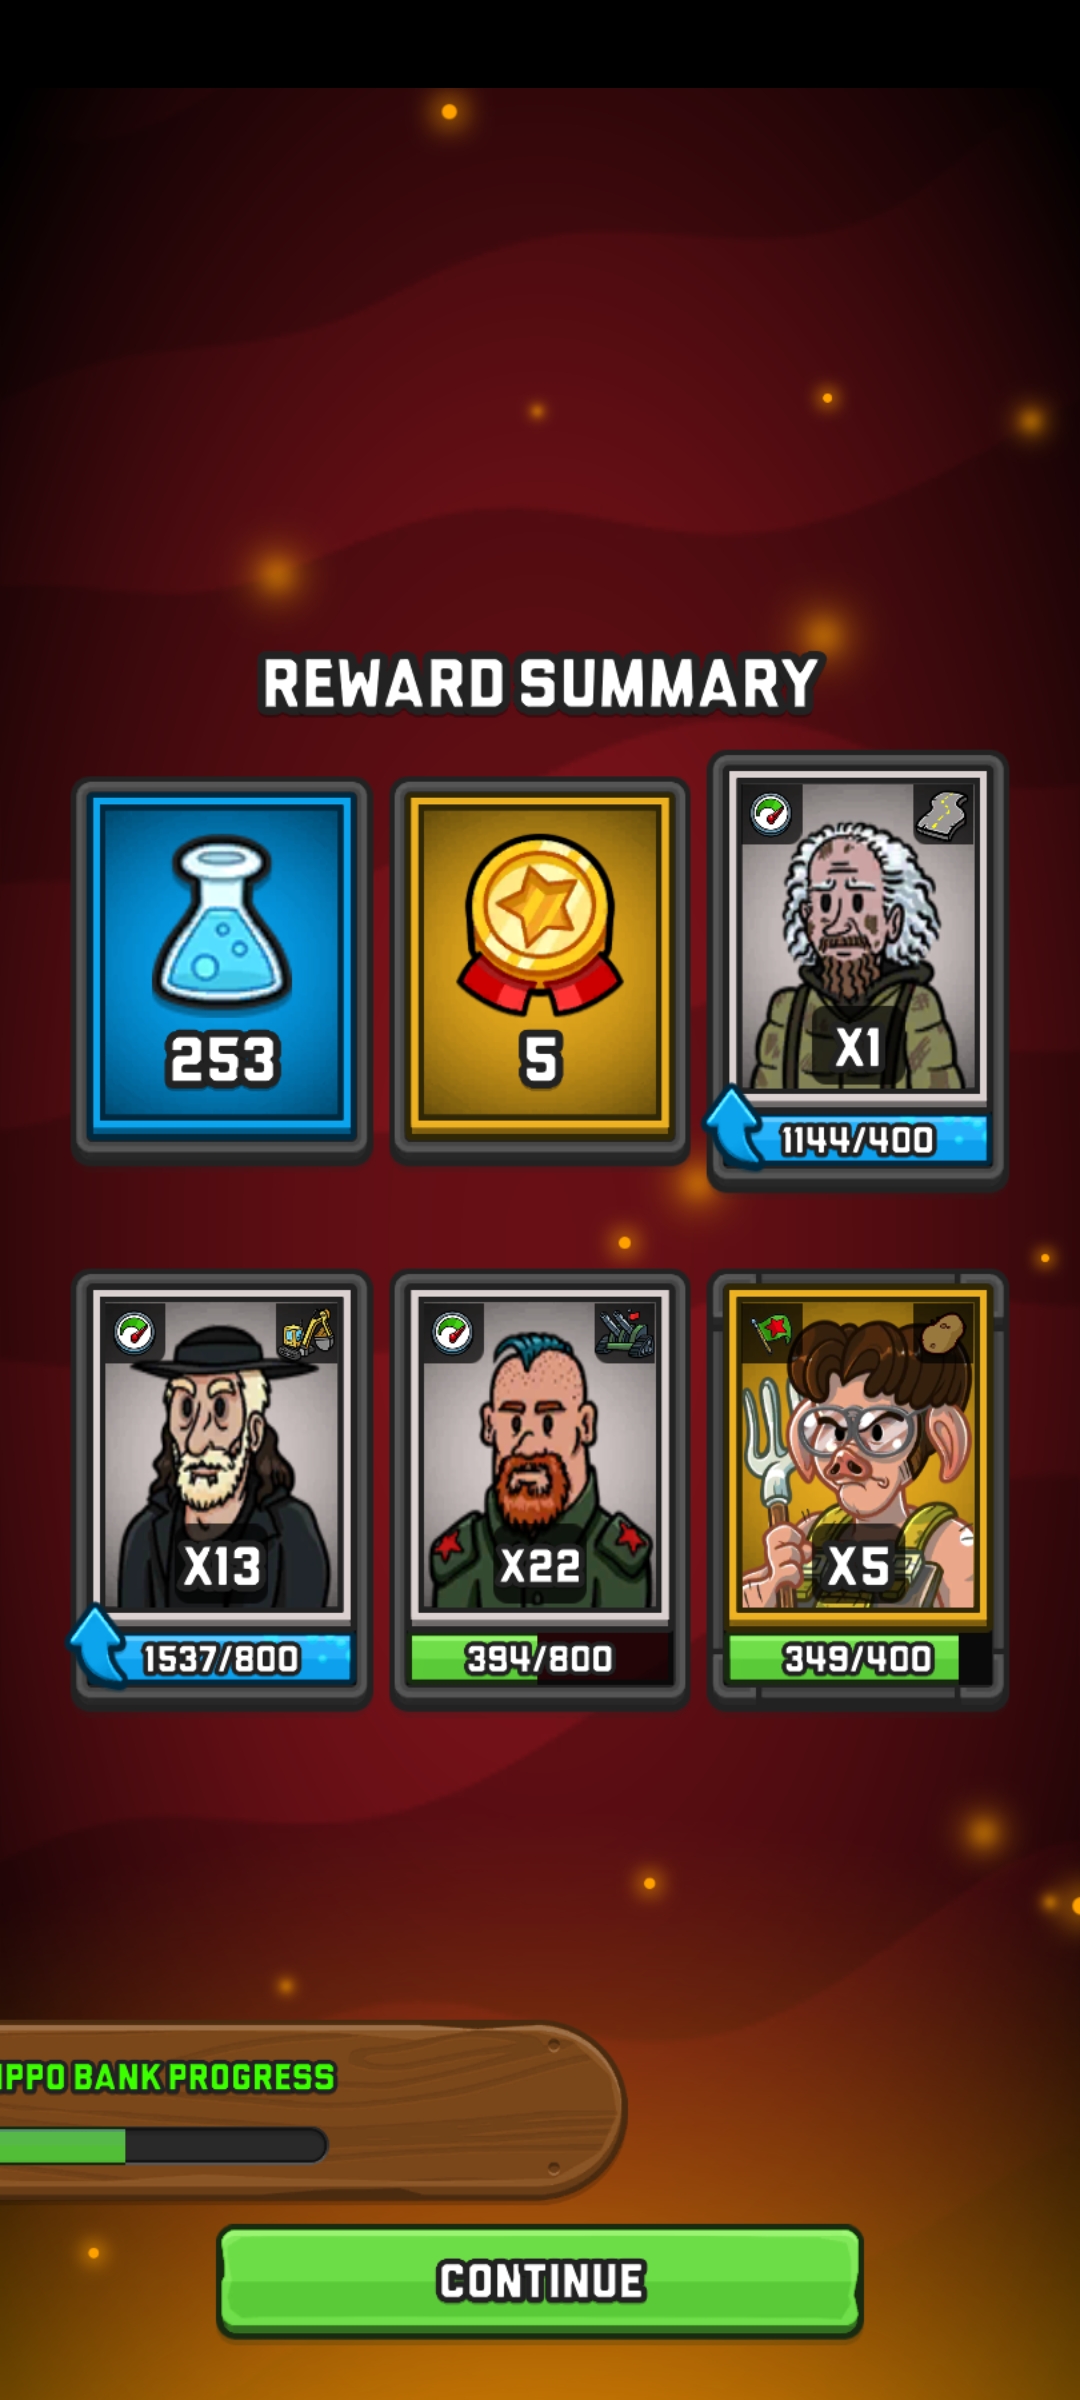 REWARD SUMMARY
253
5
X1
1144/400
X13
1537/800
X22
394/800
X5
349/400
BANK PROGRESS
CONTINUE